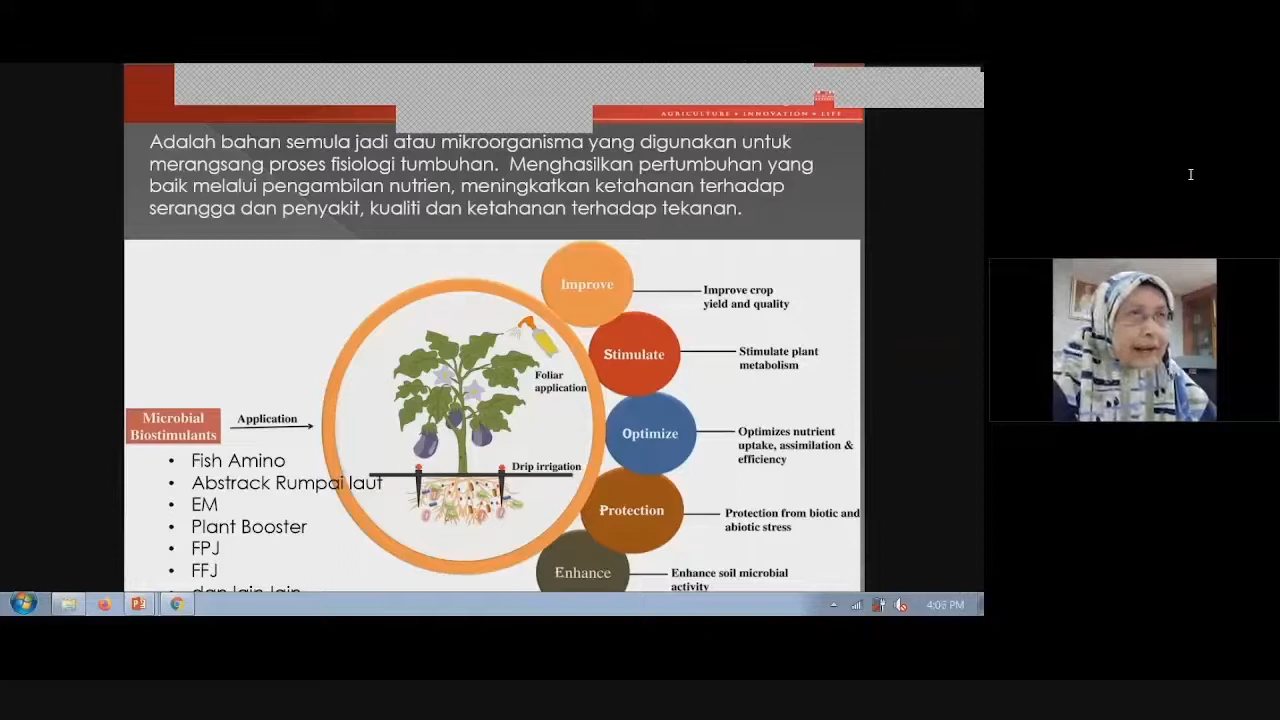 AGRICULTURE • INNOVATION • LIFE
Adalah bahan semula jadi atau mikroorganisma yang digunakan untuk
merangsang proses fisiologi tumbuhan. Menghasilkan pertumbuhan yang
baik melalui pengambilan nutrien, meningkatkan ketahanan terhadap
serangga dan penyakit, kualiti dan ketahanan terhadap tekanan.
Improve
Improve crop
yield and quality
Stimulate
Stimulate plant
metabolism
Foliar
application
Microbial
Biostimulants
Application
Optimize
Optimizes nutrient
uptake, assimilation &
efficiency
Drip irrigation
• Fish Amino
• Abstrack Rumpai laut
• EM
• Plant Booster
• FPJ
• FFJ
• dan lain lain
Protection
Protection from biotic and
abiotic stress
Enhance
Enhance soil microbial
activity
4:06 PM